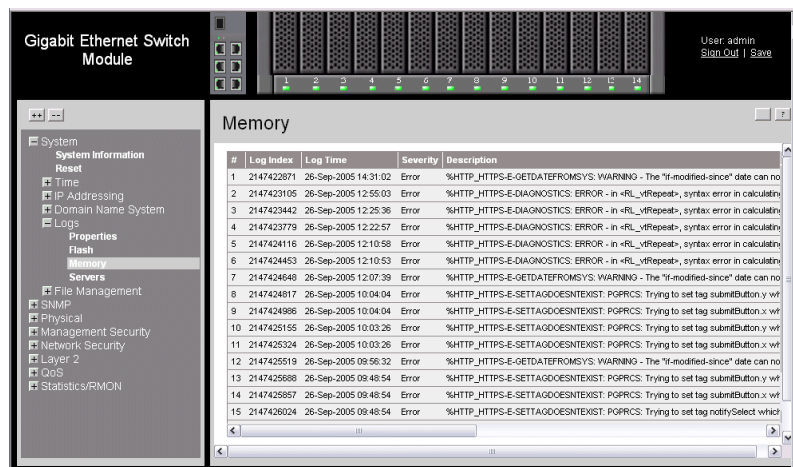 Gigabit Ethernet Switch
Module
1 2 3 4 5 6 7 8 9 10 11 12 13 14
User: admin
Sign Out | Save
++ --
System
System Information
Reset
Time
IP Addressing
Domain Name System
Logs
Properties
Flash
Memory
Servers
File Management
SNMP
Physical
Management Security
Network Security
Layer 2
QoS
Statistics/RMON
Memory
?
# Log Index Log Time Severity Description
1 2147422871 26-Sep-2005 14:31:02 Error %HTTP_HTTPS-E-GETDATEFROMSYS: WARNING - The "if-modified-since" date can no
2 2147423105 26-Sep-2005 12:55:03 Error %HTTP_HTTPS-E-DIAGNOSTICS: ERROR - in <RL_vtRepeat>, syntax error in calculating
3 2147423442 26-Sep-2005 12:25:36 Error %HTTP_HTTPS-E-DIAGNOSTICS: ERROR - in <RL_vtRepeat>, syntax error in calculating
4 2147423779 26-Sep-2005 12:22:57 Error %HTTP_HTTPS-E-DIAGNOSTICS: ERROR - in <RL_vtRepeat>, syntax error in calculating
5 2147424116 26-Sep-2005 12:10:58 Error %HTTP_HTTPS-E-DIAGNOSTICS: ERROR - in <RL_vtRepeat>, syntax error in calculating
6 2147424453 26-Sep-2005 12:10:53 Error %HTTP_HTTPS-E-DIAGNOSTICS: ERROR - in <RL_vtRepeat>, syntax error in calculating
7 2147424648 26-Sep-2005 12:07:39 Error %HTTP_HTTPS-E-GETDATEFROMSYS: WARNING - The "if-modified-since" date can no
8 2147424817 26-Sep-2005 10:04:04 Error %HTTP_HTTPS-E-SETTAGDOESNTEXIST: PGPRCS: Trying to set tag submitButton.y wh
9 2147424986 26-Sep-2005 10:04:04 Error %HTTP_HTTPS-E-SETTAGDOESNTEXIST: PGPRCS: Trying to set tag submitButton.x wh
10 2147425155 26-Sep-2005 10:03:26 Error %HTTP_HTTPS-E-SETTAGDOESNTEXIST: PGPRCS: Trying to set tag submitButton.y wh
11 2147425324 26-Sep-2005 10:03:26 Error %HTTP_HTTPS-E-SETTAGDOESNTEXIST: PGPRCS: Trying to set tag submitButton.x wh
12 2147425519 26-Sep-2005 09:56:32 Error %HTTP_HTTPS-E-GETDATEFROMSYS: WARNING - The "if-modified-since" date can no
13 2147425688 26-Sep-2005 09:48:54 Error %HTTP_HTTPS-E-SETTAGDOESNTEXIST: PGPRCS: Trying to set tag submitButton.y wh
14 2147425857 26-Sep-2005 09:48:54 Error %HTTP_HTTPS-E-SETTAGDOESNTEXIST: PGPRCS: Trying to set tag submitButton.x wh
15 2147426024 26-Sep-2005 09:48:54 Error %HTTP_HTTPS-E-SETTAGDOESNTEXIST: PGPRCS: Trying to set tag notifySelect which